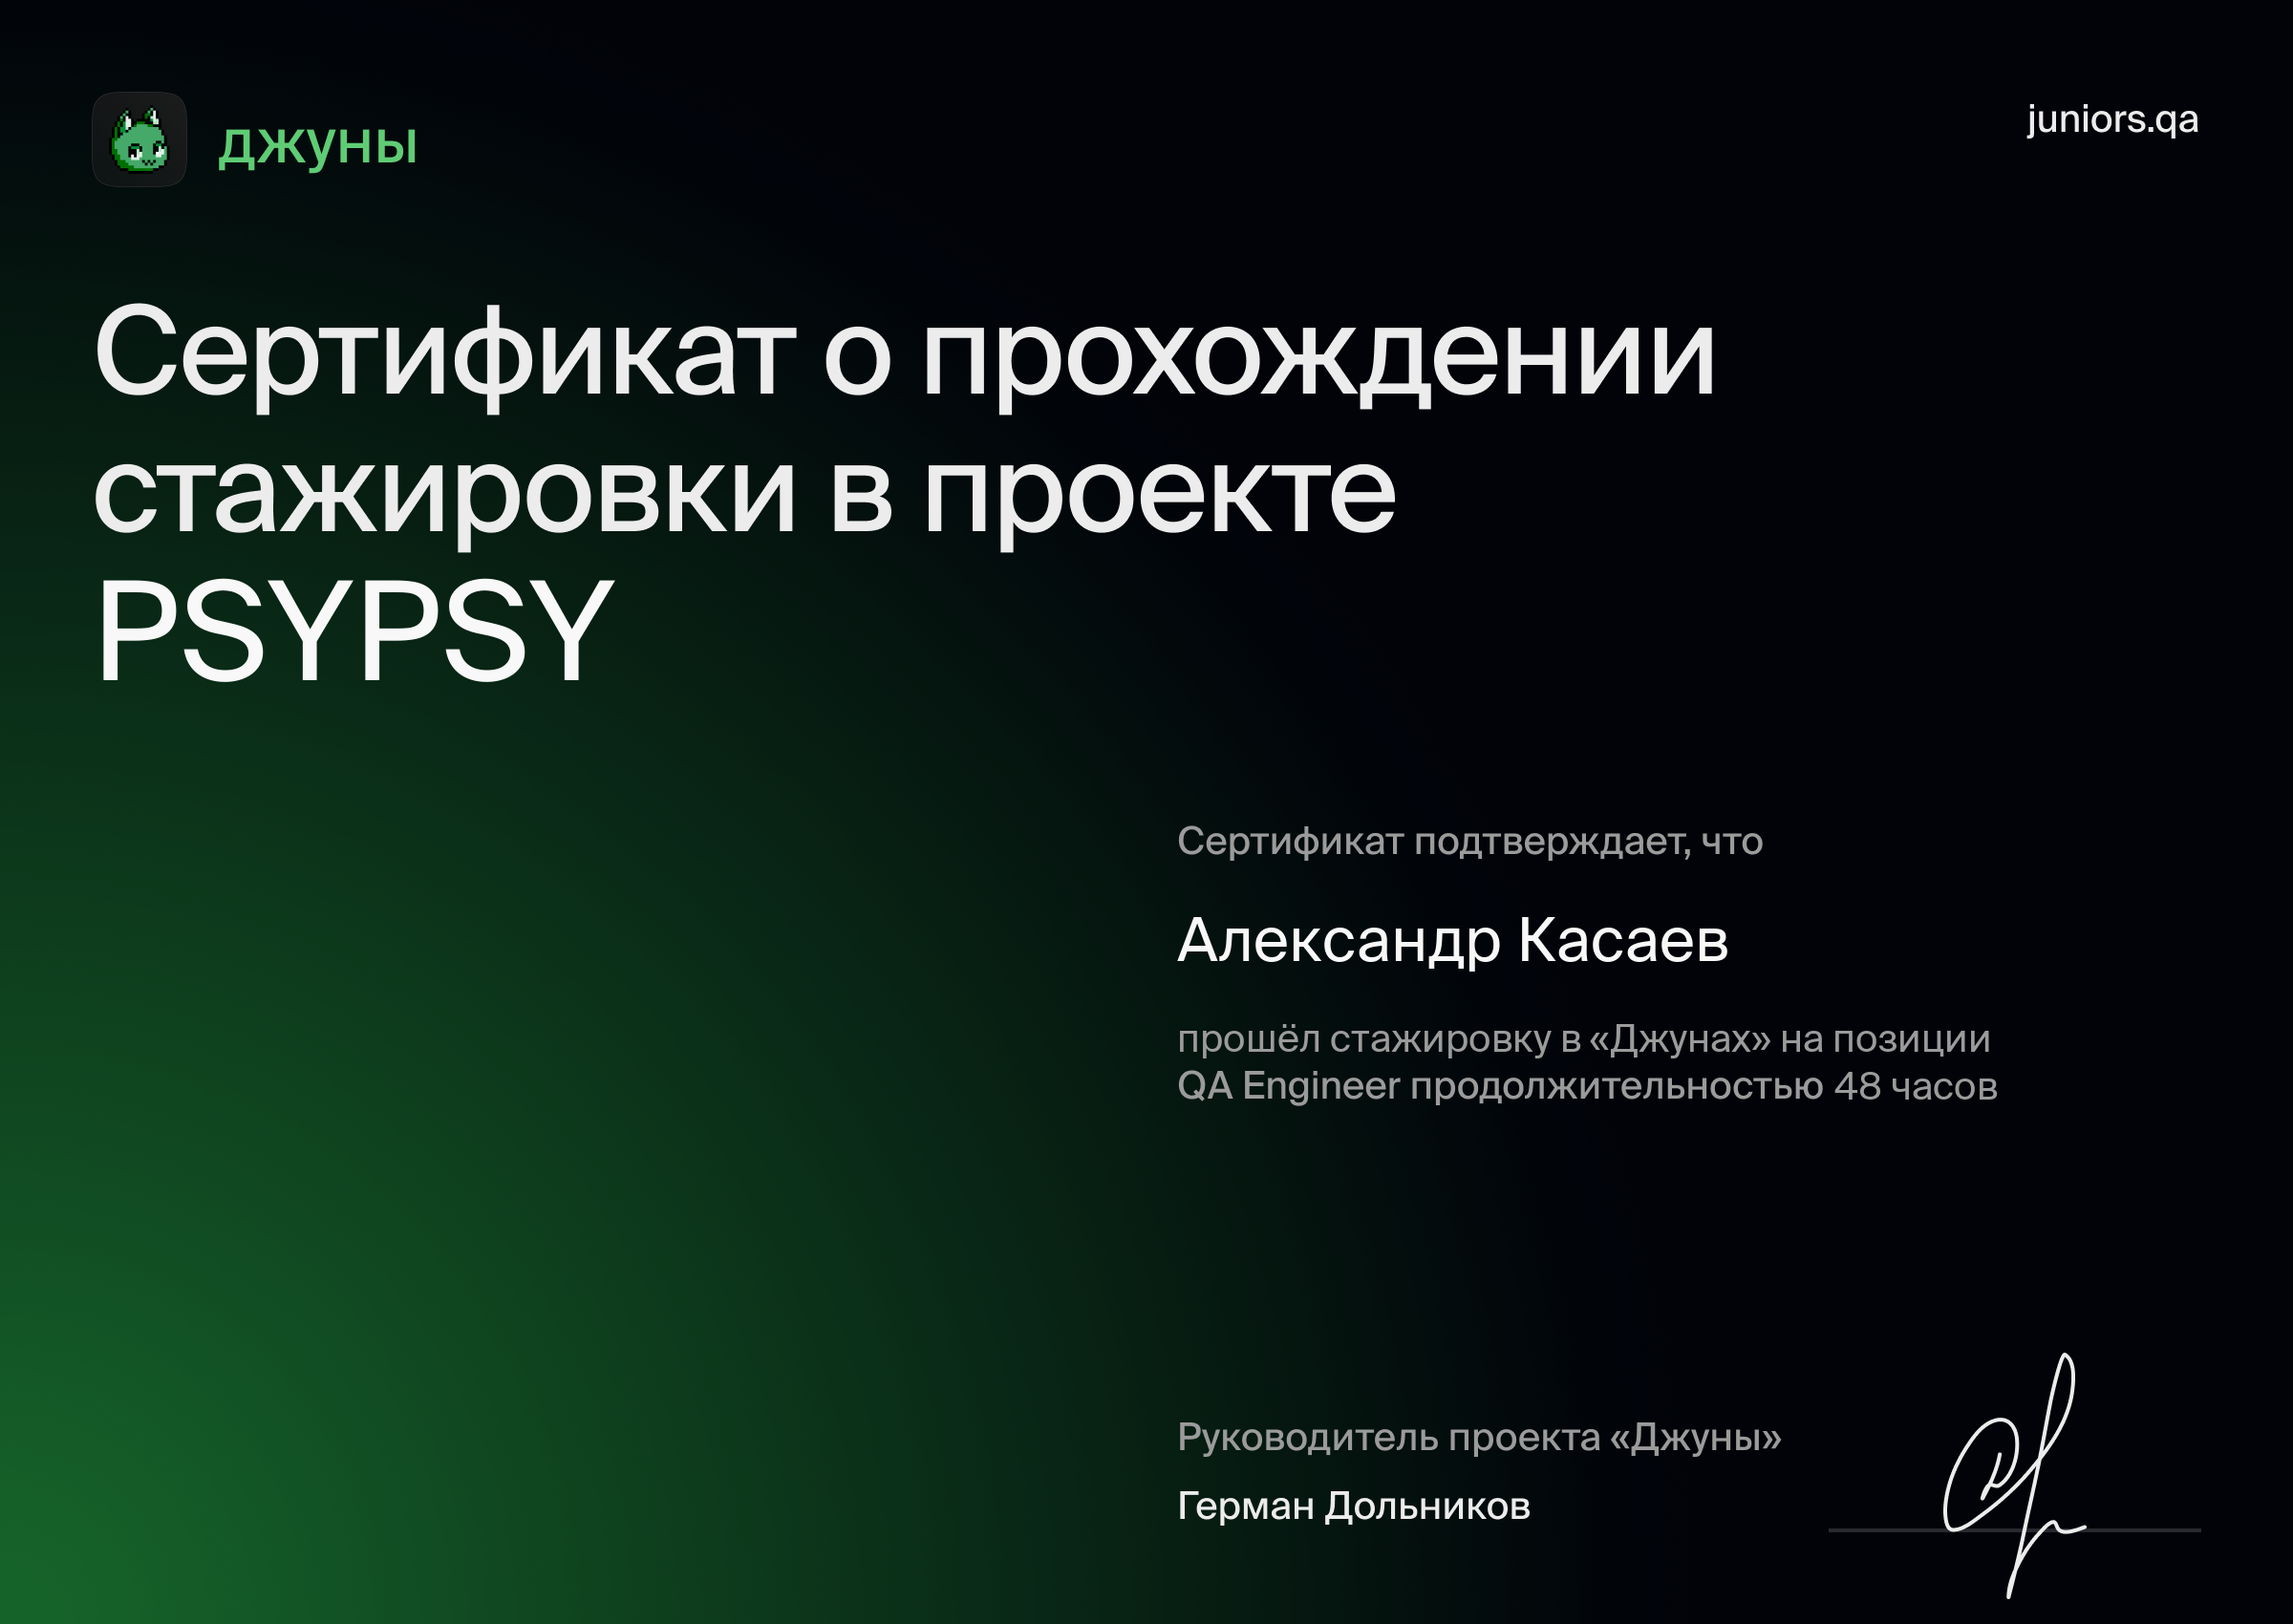 джуны
juniors.qa
Сертификат о прохождении
стажировки в проекте
PSYPSY
Сертификат подтверждает, что
Александр Касаев
прошёл стажировку в «Джунах» на позиции
QA Engineer продолжительностью 48 часов
Руководитель проекта «Джуны»
Герман Дольников